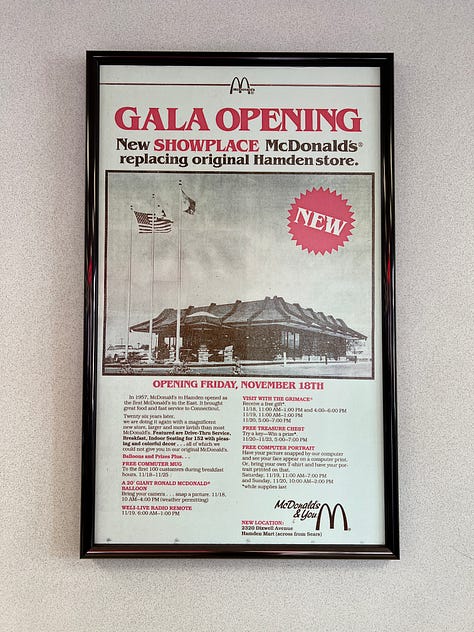 McDonald's®
GALA OPENING
New SHOWPLACE McDonald's®
replacing original Hamden store.
NEW
OPENING FRIDAY, NOVEMBER 18TH
In 1957, McDonald's in Hamden opened as
the first McDonald's in the East. It brought
great food and fast service to Connecticut.
Twenty six years later,
we are doing it again with a magnificent
new store, larger and more lavish than most
McDonald's. Featured are Drive-Thru Service,
Breakfast, Indoor Seating for 152 with pleas-
ing and colorful decor . . . all of which we
could not give you in our original McDonald's.
Balloons and Prizes Plus. . .
FREE COMMUTER MUG
To the first 100 customers during breakfast
hours, 11/18–11/25
A 20' GIANT RONALD MCDONALD®
BALLOON
Bring your camera . . . snap a picture, 11/18,
10 AM–4:00 PM (weather permitting)
WELI-LIVE RADIO REMOTE
11/19, 6:00 AM–1:00 PM
VISIT WITH THE GRIMACE®
Receive a free gift*.
11/18, 11:00 AM–1:00 PM and 4:00–6:00 PM
11/19, 11:00 AM–1:00 PM
11/20, 5:00–7:00 PM
FREE TREASURE CHEST
Try a key—Win a prize*.
11/20–11/23, 5:00–7:00 PM
FREE COMPUTER PORTRAIT
Have your picture snapped by our computer
and see your face appear on a computer print.
Or, bring your own T-shirt and have your por-
trait printed on that.
Saturday, 11/19, 11:00 AM–7:00 PM
and Sunday, 11/20, 10:00 AM–2:00 PM
*while supplies last
McDonald's
& You
NEW LOCATION:
2320 Dixwell Avenue
Hamden Mart (across from Sears)